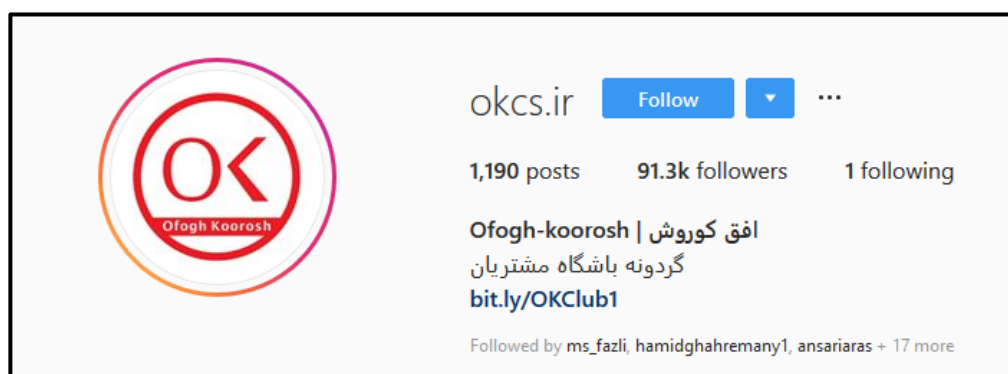 OK
Ofogh Koorosh
okcs.ir Follow ...
1,190 posts 91.3k followers 1 following
Ofogh-koorosh | افق کوروش
گردونه باشگاه مشتریان
bit.ly/OKClub1
Followed by ms_fazli, hamidghahremany1, ansariaras + 17 more